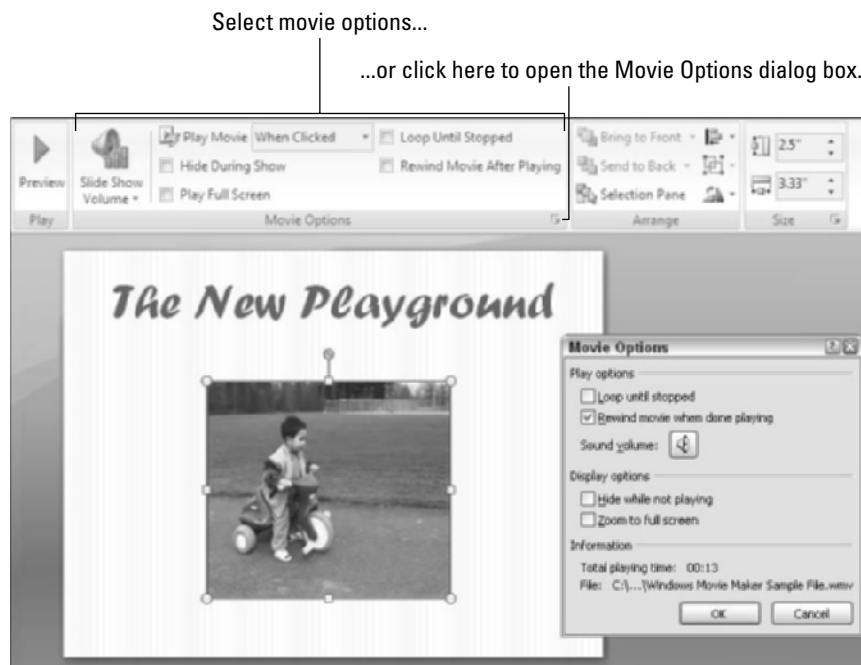 Select movie options...
...or click here to open the Movie Options dialog box.
Preview
Play
Slide Show
Volume
Play Movie When Clicked
Hide During Show
Play Full Screen
Loop Until Stopped
Rewind Movie After Playing
Movie Options
Bring to Front
Send to Back
Selection Pane
Arrange
2.5"
3.33"
Size
The New Playground
Movie Options
Play options
Loop until stopped
Rewind movie when done playing
Sound volume:
Display options
Hide while not playing
Zoom to full screen
Information
Total playing time: 00:13
File: C:\...\Windows Movie Maker Sample File.wmv
OK Cancel